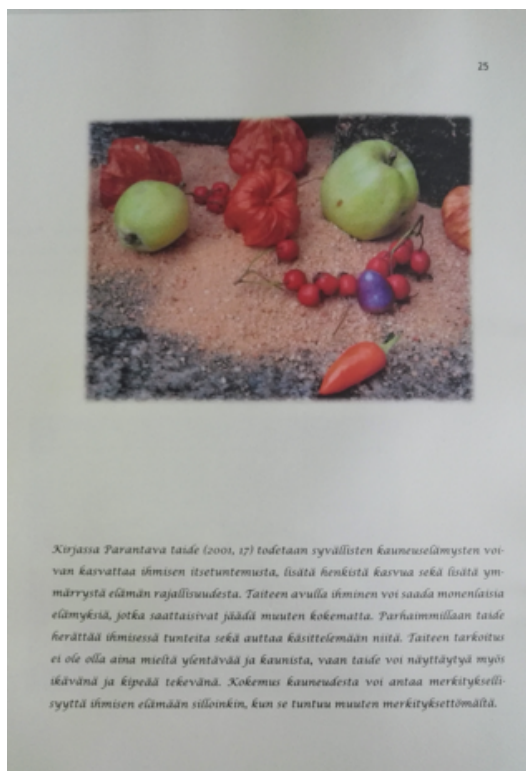 25
Kirjassa Parantava taide (2001, 17) todetaan syvällisten kauneuselämysten voi-
van kasvattaa ihmisen itsetuntemusta, lisätä henkistä kasvua sekä lisätä ym-
märrystä elämän rajallisuudesta. Taiteen avulla ihminen voi saada monenlaisia
elämyksiä, jotka saattaisivat jäädä muuten kokematta. Parhaimmillaan taide
herättää ihmisessä tunteita sekä auttaa käsittelemään niitä. Taiteen tarkoitus
ei ole olla aina mieltä ylentävää ja kaunista, vaan taide voi näyttäytyä myös
ikävänä ja kipeää tekevänä. Kokemus kauneudesta voi antaa merkitykselli-
syyttä ihmisen elämään silloinkin, kun se tuntuu muuten merkityksettömältä.